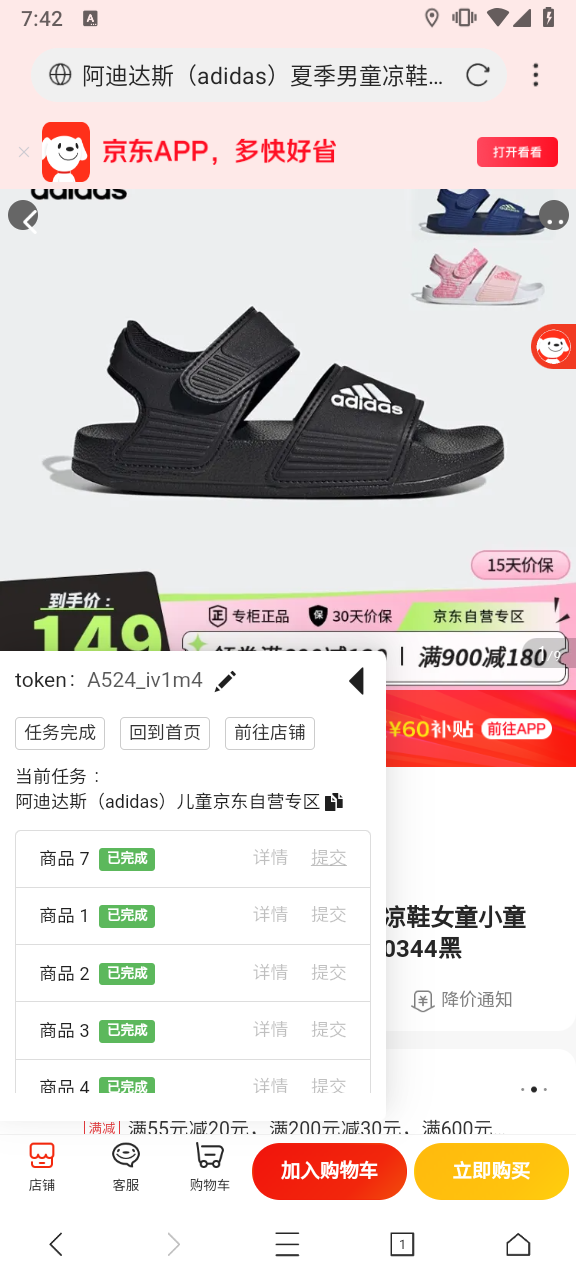 7:42
A
阿迪达斯（adidas）夏季男童凉鞋...
京东APP，多快好省
打开看看
adidas
adidas
15天价保
到手价：
正 专柜正品 保 30天价保 京东自营专区
149
满900减180
token： A524_iv1m4
任务完成 回到首页 前往店铺
¥60补贴 前往APP
当前任务：
阿迪达斯（adidas）儿童京东自营专区
商品 7 已完成 详情 提交
凉鞋女童小童
商品 1 已完成 详情 提交
0344黑
商品 2 已完成 详情 提交
降价通知
商品 3 已完成 详情 提交
商品 4 已完成 详情 提交
满减 满55元减20元，满200元减30元，满600元...
店铺 客服 购物车 加入购物车 立即购买
1